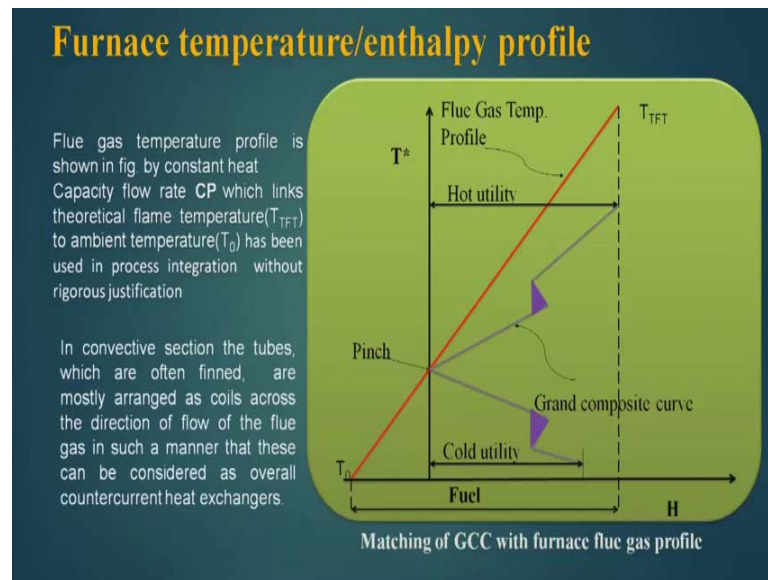 Furnace temperature/enthalpy profile
Flue gas temperature profile is
shown in fig. by constant heat
Capacity flow rate CP which links
theoretical flame temperature(T_TFT)
to ambient temperature(T₀) has been
used in process integration without
rigorous justification
In convective section the tubes,
which are often finned, are
mostly arranged as coils across
the direction of flow of the flue
gas in such a manner that these
can be considered as overall
countercurrent heat exchangers.
Flue Gas Temp.
Profile
T_TFT
T*
Hot utility
Pinch
Grand composite curve
Cold utility
T₀
Fuel
H
Matching of GCC with furnace flue gas profile